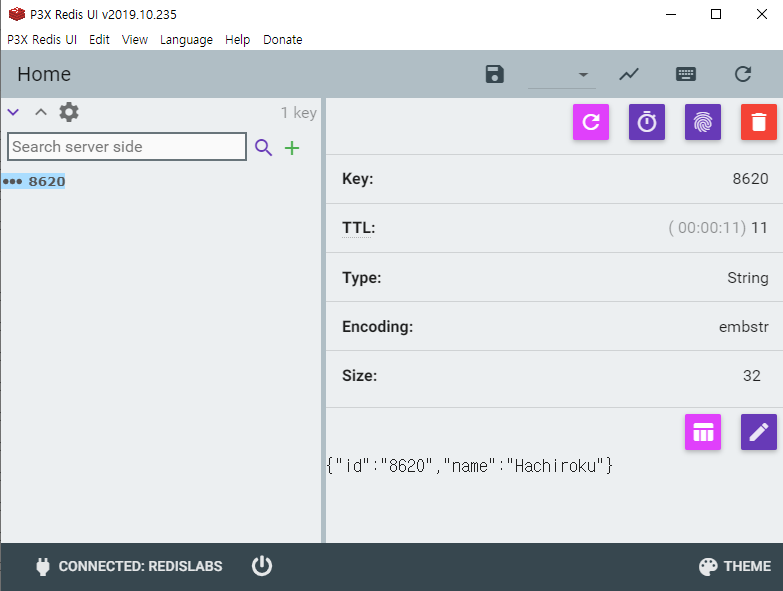 P3X Redis UI v2019.10.235
P3X Redis UI Edit View Language Help Donate
Home
1 key
Search server side
8620
Key: 8620
TTL: ( 00:00:11) 11
Type: String
Encoding: embstr
Size: 32
{"id":"8620","name":"Hachiroku"}
CONNECTED: REDISLABS
THEME